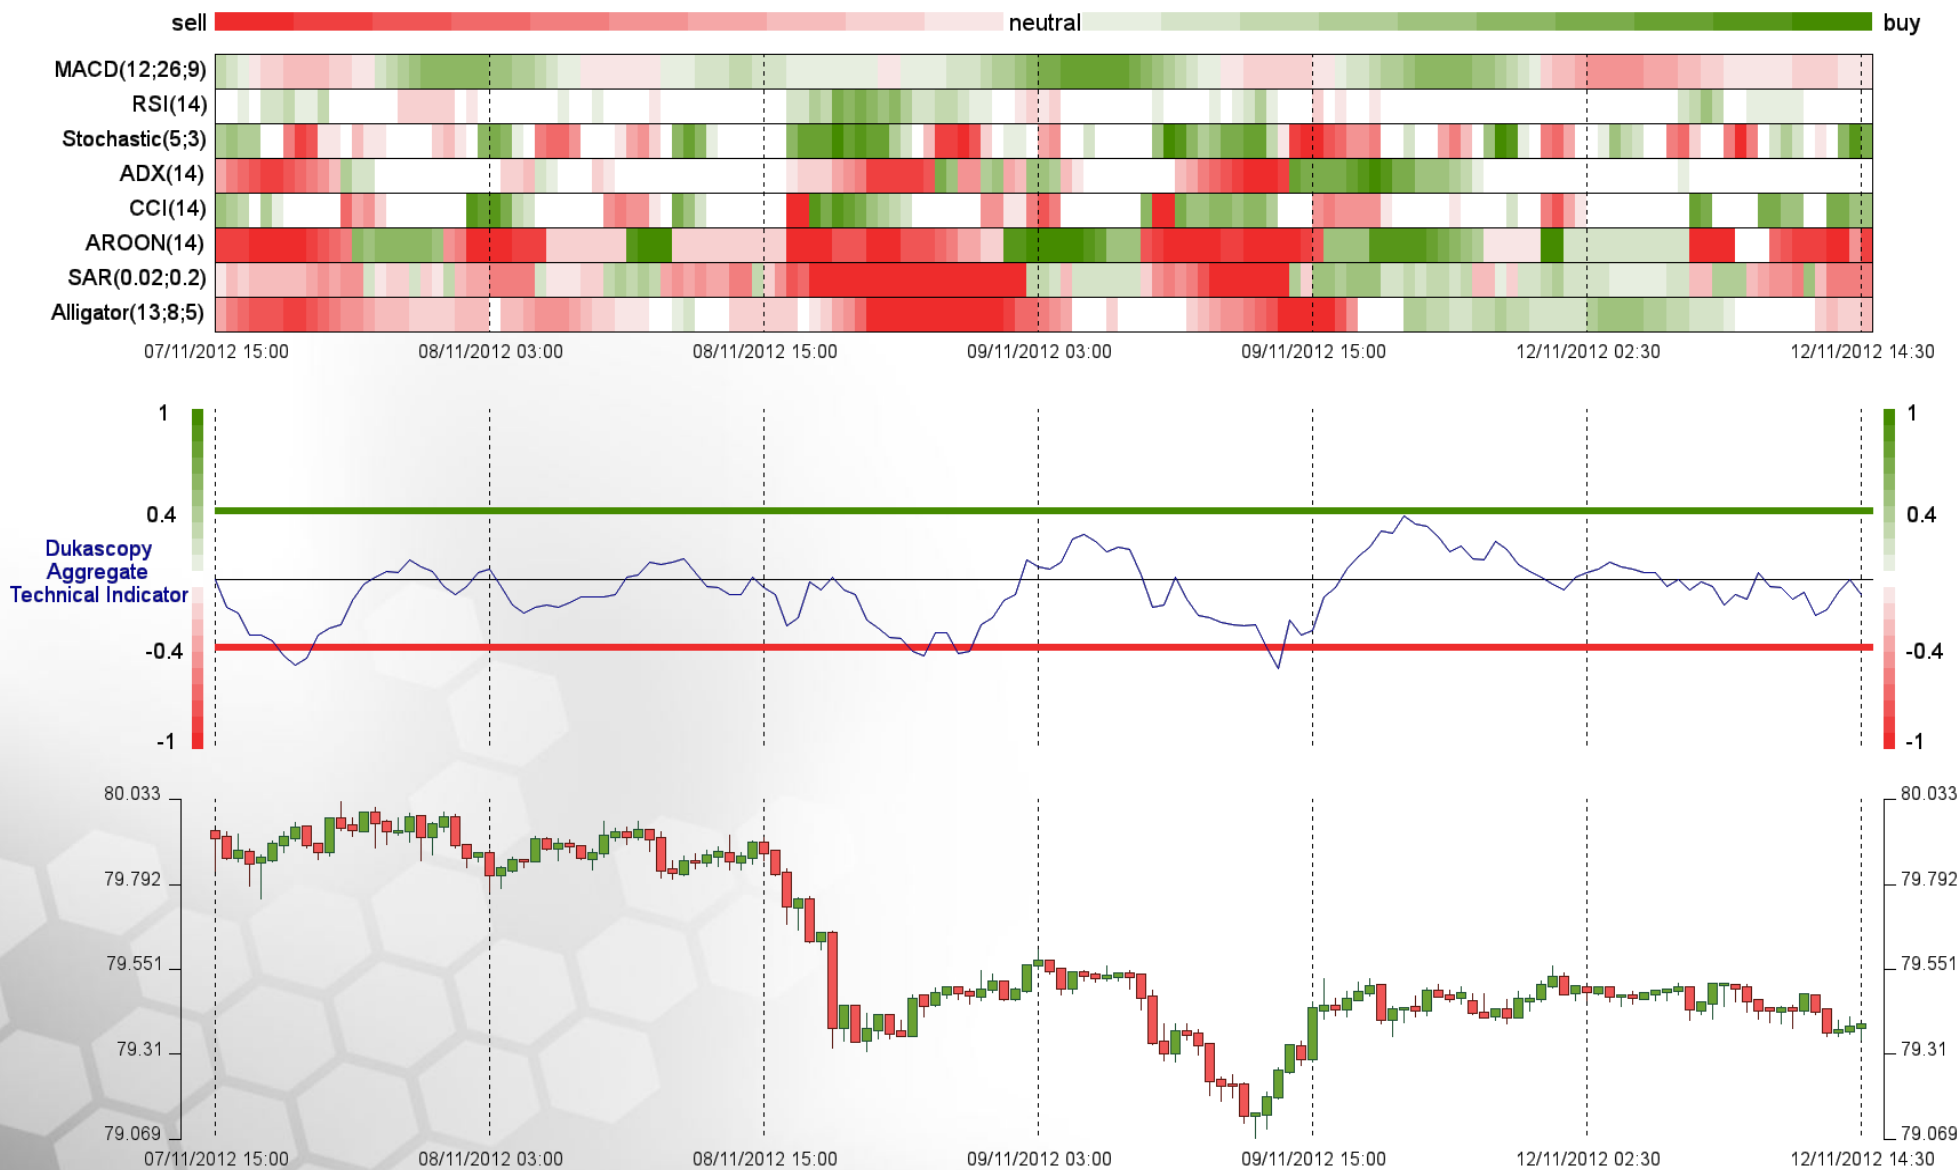 sell neutral buy
MACD(12;26;9)
RSI(14)
Stochastic(5;3)
ADX(14)
CCI(14)
AROON(14)
SAR(0.02;0.2)
Alligator(13;8;5)
07/11/2012 15:00 08/11/2012 03:00 08/11/2012 15:00 09/11/2012 03:00 09/11/2012 15:00 12/11/2012 02:30 12/11/2012 14:30
1 1
0.4 0.4
Dukascopy
Aggregate
Technical Indicator
-0.4 -0.4
-1 -1
80.033 80.033
79.792 79.792
79.551 79.551
79.31 79.31
79.069 79.069
07/11/2012 15:00 08/11/2012 03:00 08/11/2012 15:00 09/11/2012 03:00 09/11/2012 15:00 12/11/2012 02:30 12/11/2012 14:30